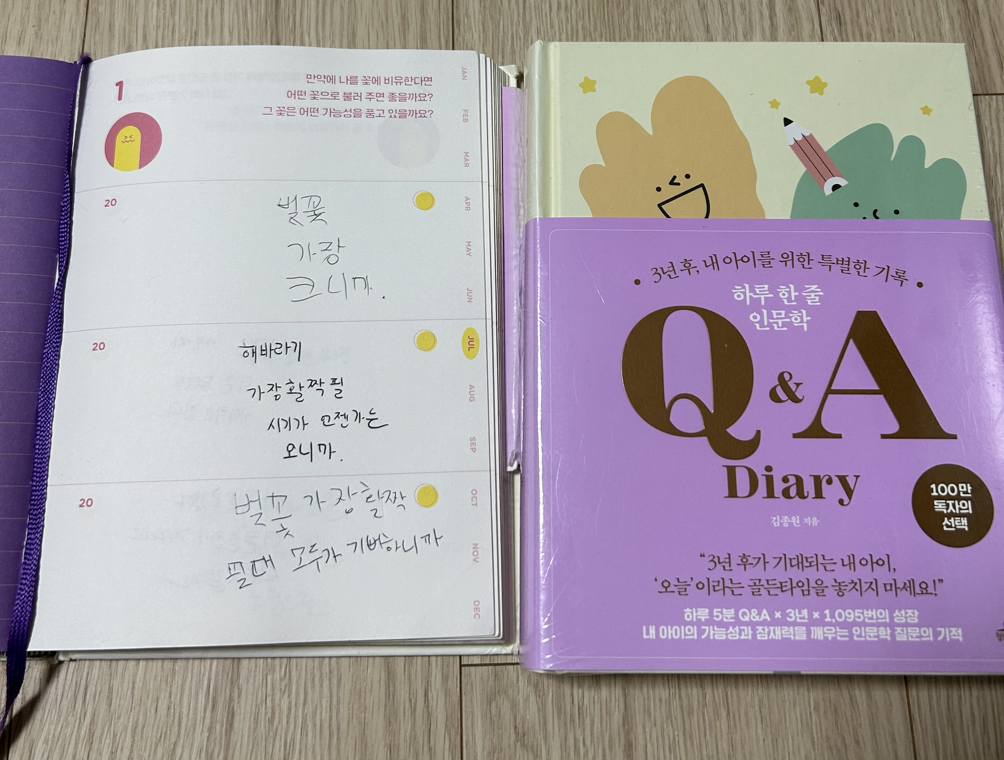 1
만약에 나를 꽃에 비유한다면
어떤 꽃으로 불러 주면 좋을까요?
그 꽃은 어떤 가능성을 품고 있을까요?
JAN
FEB
MAR
APR
MAY
JUN
JUL
AUG
SEP
OCT
NOV
DEC
20
벚꽃
가장
크니까.
20
해바라기
가장 활짝 필
시기가 언젠가는
오니까.
20
벚꽃 가장 활짝
필때 모두가 기뻐하니까
3년 후, 내 아이를 위한 특별한 기록
하루 한 줄
인문학
Q & A
Diary
김종원 지음
100만
독자의
선택
“3년 후가 기대되는 내 아이,
‘오늘’이라는 골든타임을 놓치지 마세요!”
하루 5분 Q&A × 3년 × 1,095번의 성장
내 아이의 가능성과 잠재력을 깨우는 인문학 질문의 기적